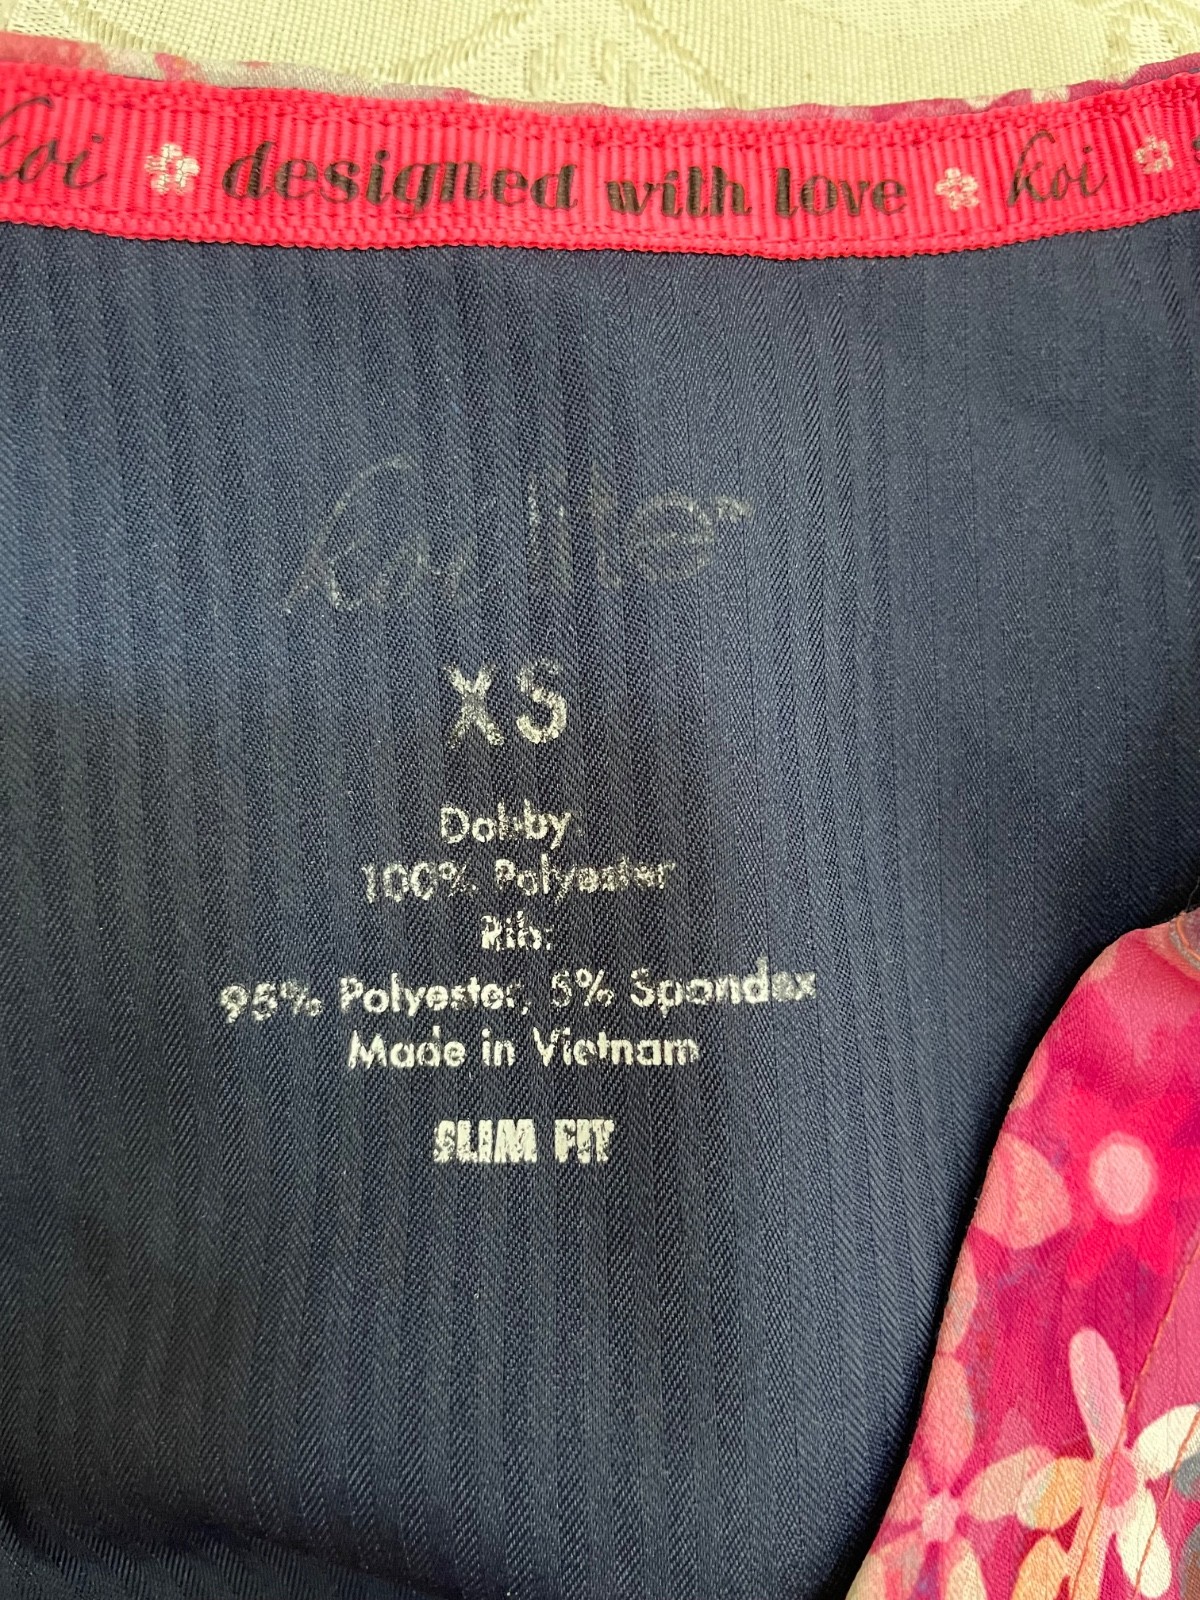 koi designed with love koi
koi lite™
XS
Dobby
100% Polyester
Rib:
95% Polyester, 5% Spandex
Made in Vietnam
SLIM FIT